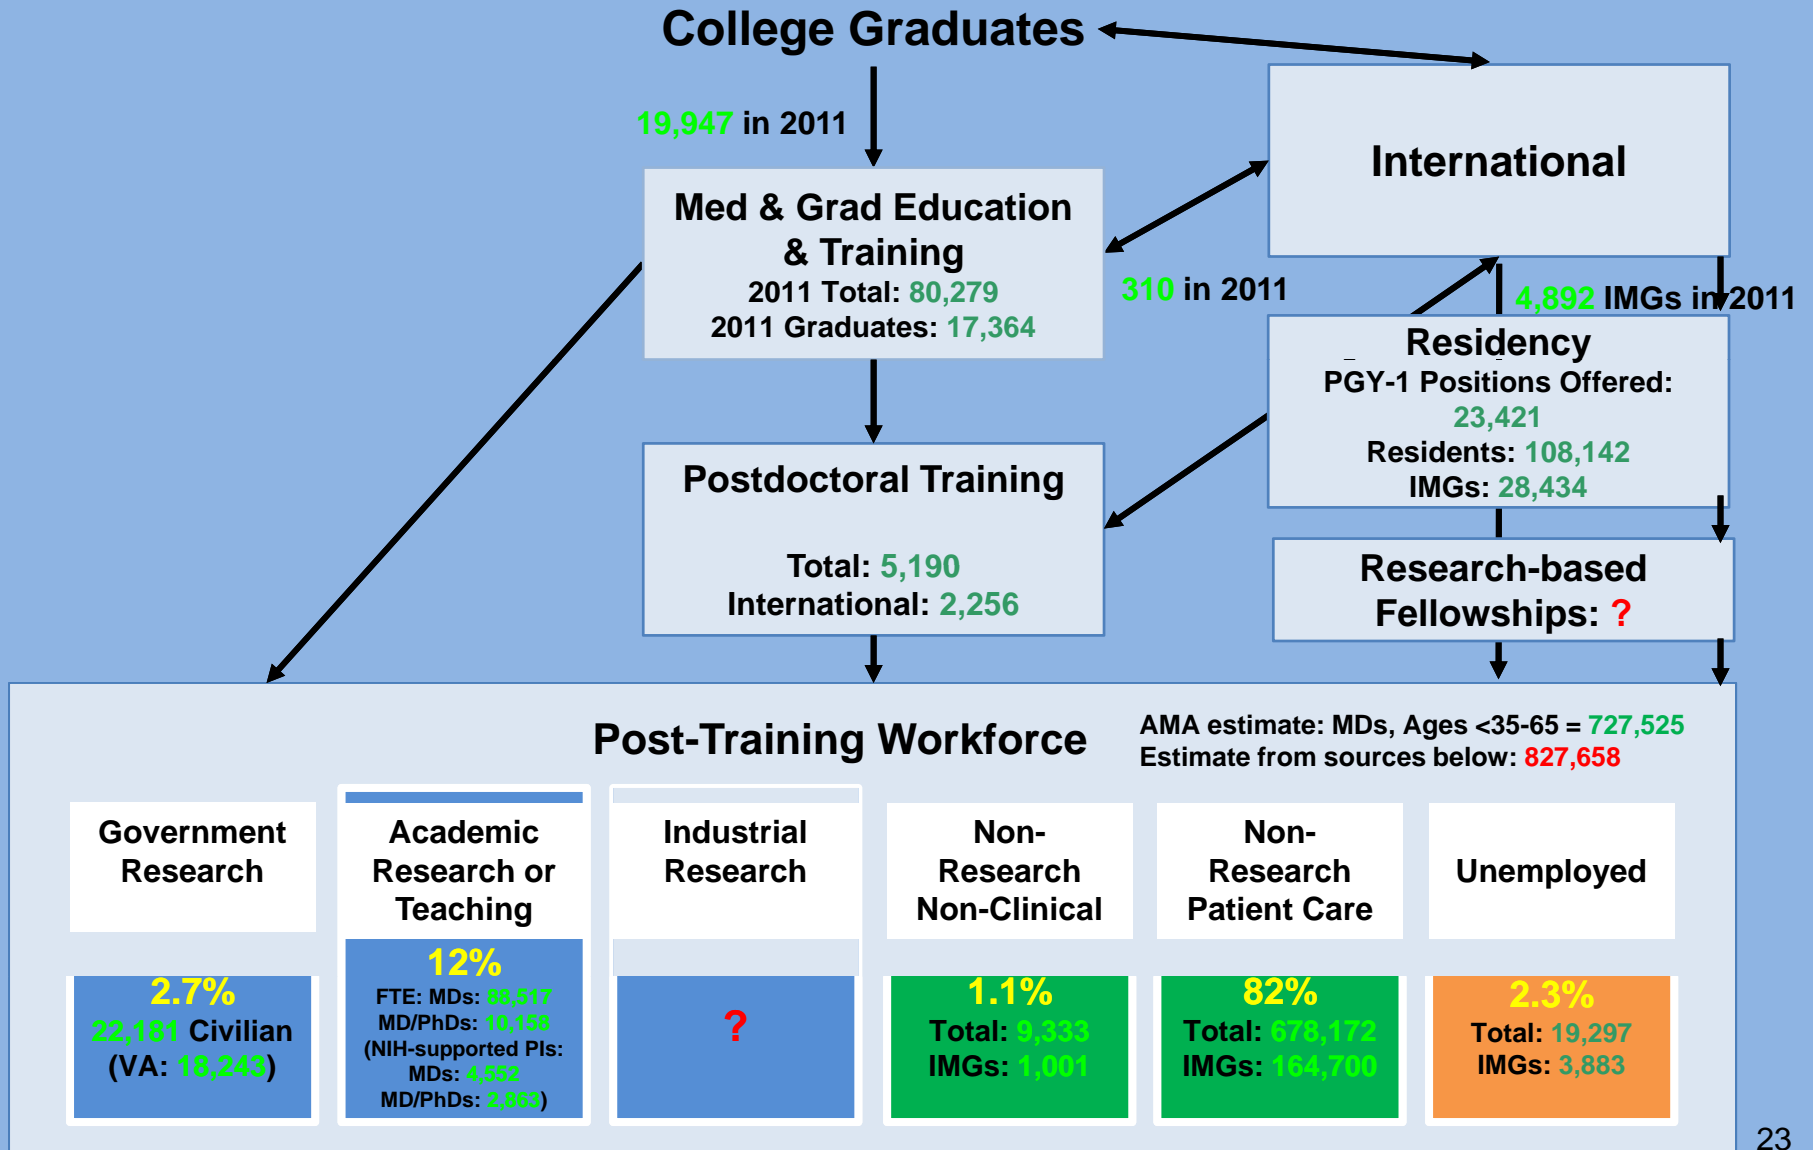 College Graduates
19,947 in 2011
International
Med & Grad Education
& Training
2011 Total: 80,279
2011 Graduates: 17,364
310 in 2011
4,892 IMGs in 2011
Residency
PGY-1 Positions Offered:
23,421
Residents: 108,142
IMGs: 28,434
Postdoctoral Training
Total: 5,190
International: 2,256
Research-based
Fellowships: ?
Post-Training Workforce
AMA estimate: MDs, Ages <35-65 = 727,525
Estimate from sources below: 827,658
Government
Research
2.7%
22,181 Civilian
(VA: 18,243)
Academic
Research or
Teaching
12%
FTE: MDs: 88,517
MD/PhDs: 10,158
(NIH-supported PIs:
MDs: 4,552
MD/PhDs: 2,863)
Industrial
Research
?
Non-
Research
Non-Clinical
1.1%
Total: 9,333
IMGs: 1,001
Non-
Research
Patient Care
82%
Total: 678,172
IMGs: 164,700
Unemployed
2.3%
Total: 19,297
IMGs: 3,883
23